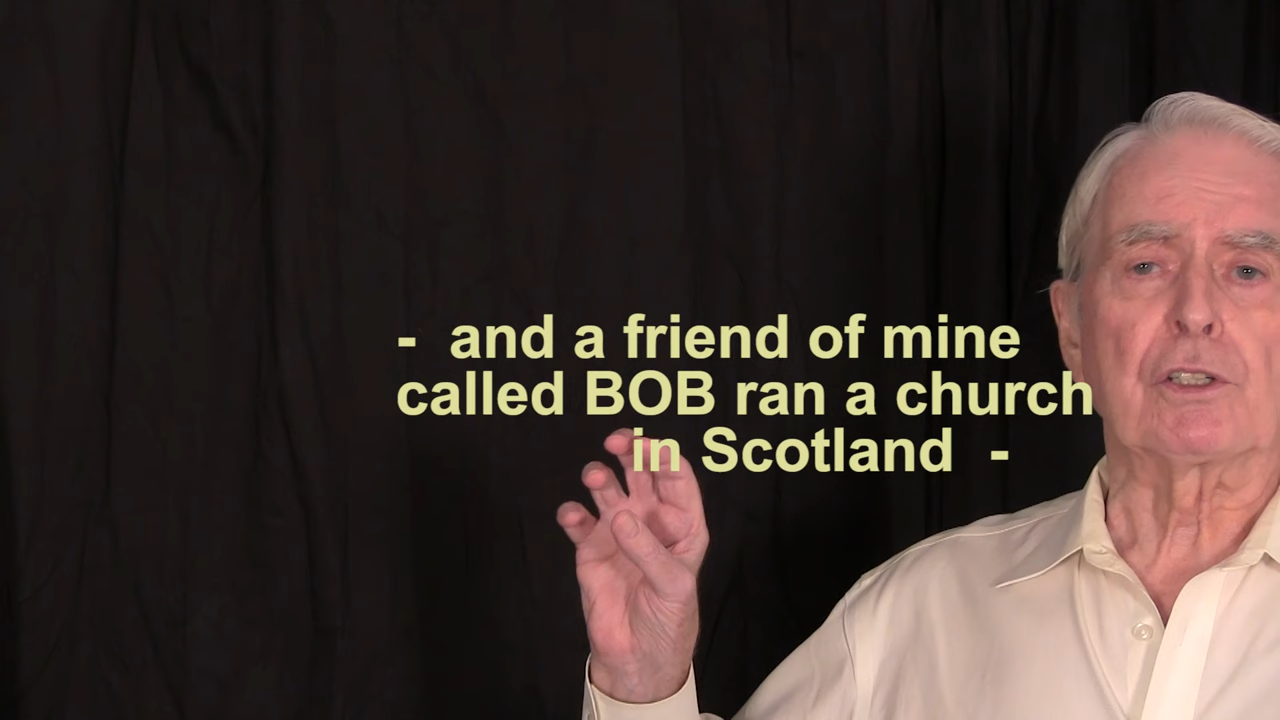 -  and a friend of mine
called BOB ran a church
in Scotland  -